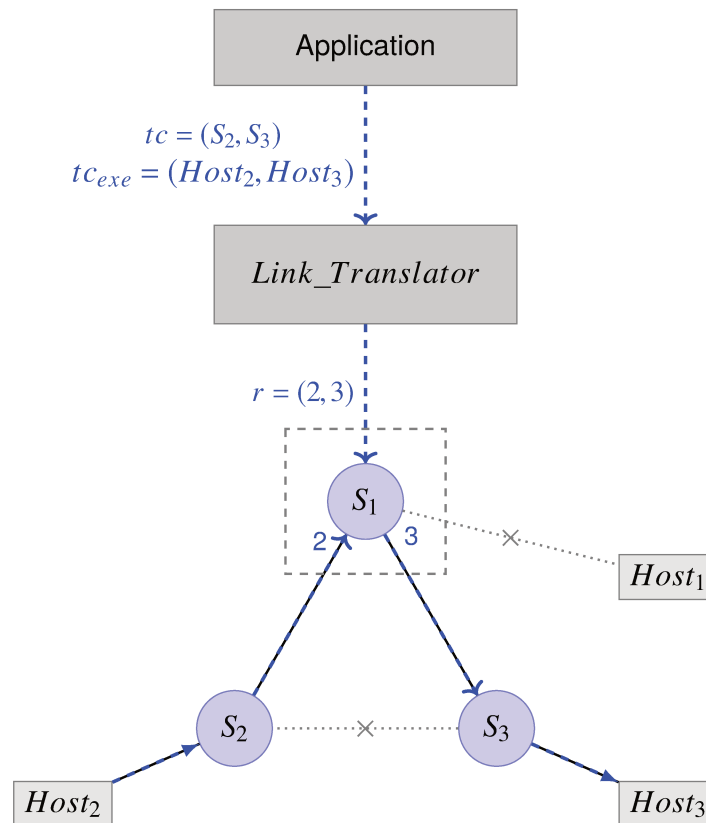 Application
tc = (S₂, S₃)
tcₑₓₑ = (Host₂, Host₃)
Link_Translator
r = (2, 3)
S₁
2
3
Host₁
S₂
S₃
Host₂
Host₃